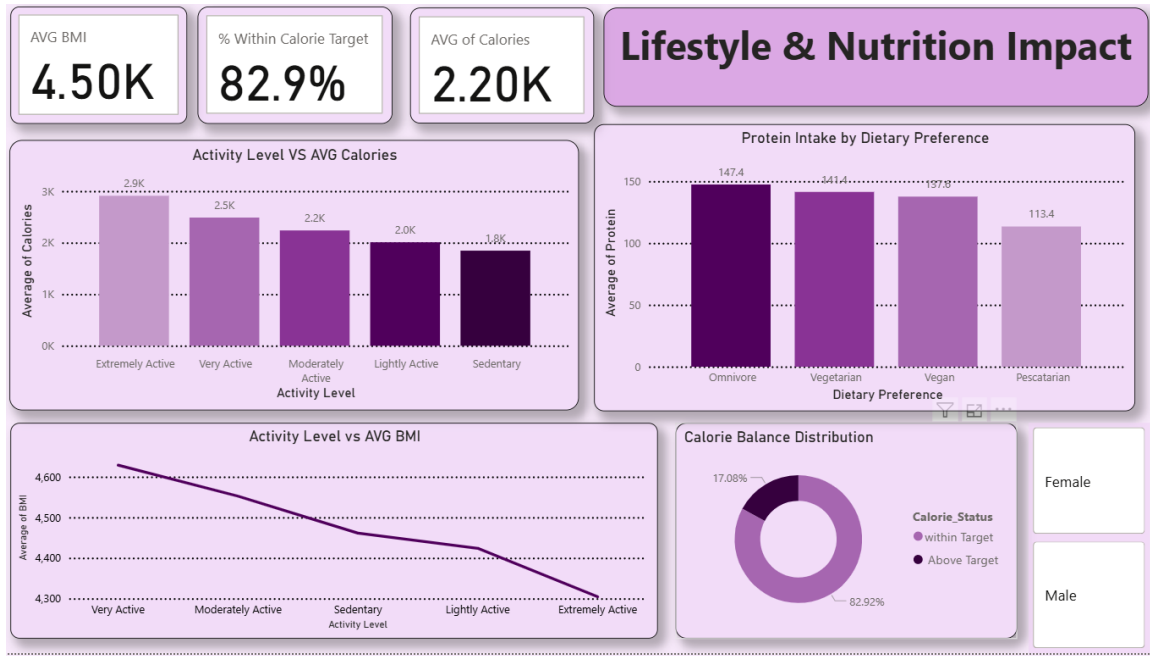 AVG BMI
4.50K
% Within Calorie Target
82.9%
AVG of Calories
2.20K
Lifestyle & Nutrition Impact
Activity Level VS AVG Calories
Average of Calories
3K
2K
1K
0K
2.9K
2.5K
2.2K
2.0K
1.8K
Extremely Active
Very Active
Moderately
Active
Lightly Active
Sedentary
Activity Level
Protein Intake by Dietary Preference
Average of Protein
150
100
50
0
147.4
141.4
137.8
113.4
Omnivore
Vegetarian
Vegan
Pescatarian
Dietary Preference
Activity Level vs AVG BMI
Average of BMI
4,600
4,500
4,400
4,300
Very Active
Moderately Active
Sedentary
Lightly Active
Extremely Active
Activity Level
Calorie Balance Distribution
17.08%
82.92%
Calorie_Status
within Target
Above Target
Female
Male